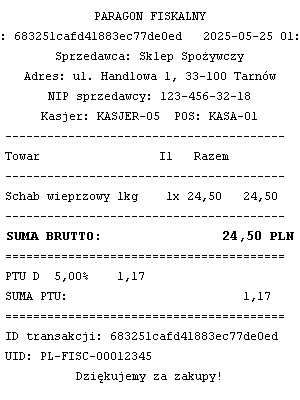 PARAGON FISKALNY
: 683251cafd41883ec77de0ed 2025-05-25 01:
Sprzedawca: Sklep Spożywczy
Adres: ul. Handlowa 1, 33-100 Tarnów
NIP sprzedawcy: 123-456-32-18
Kasjer: KASJER-05 POS: KASA-01
----------------------------------------
Towar Il Razem
----------------------------------------
Schab wieprzowy 1kg 1x 24,50 24,50
----------------------------------------
SUMA BRUTTO: 24,50 PLN
========================================
PTU D 5,00% 1,17
SUMA PTU: 1,17
========================================
ID transakcji: 683251cafd41883ec77de0ed
UID: PL-FISC-00012345
Dziękujemy za zakupy!